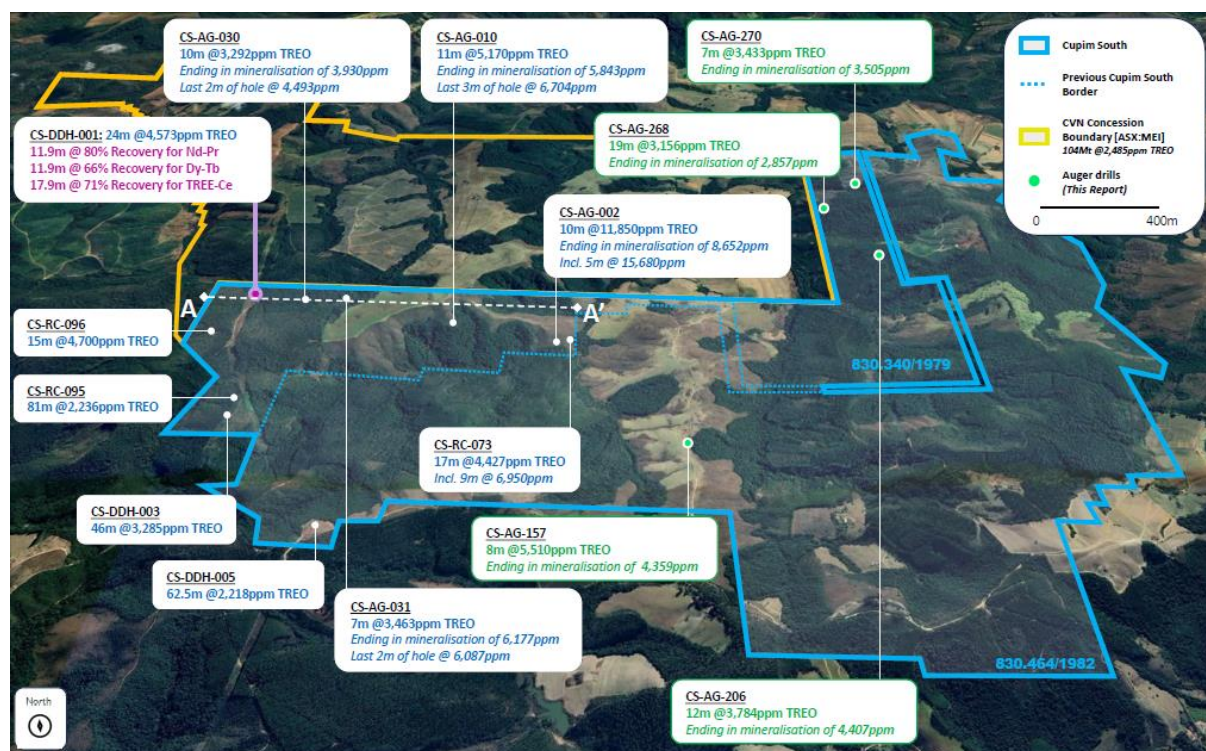 CS-AG-030
10m @3,292ppm TREO
Ending in mineralisation of 3,930ppm
Last 2m of hole @ 4,493ppm
CS-AG-010
11m @5,170ppm TREO
Ending in mineralisation of 5,843ppm
Last 3m of hole @ 6,704ppm
CS-AG-270
7m @3,433ppm TREO
Ending in mineralisation of 3,505ppm
Cupim South
Previous Cupim South
Border
CVN Concession
Boundary [ASX:MEI]
104Mt @2,485ppm TREO
Auger drills
(This Report)
0 400m
CS-DDH-001: 24m @4,573ppm TREO
11.9m @ 80% Recovery for Nd-Pr
11.9m @ 66% Recovery for Dy-Tb
17.9m @ 71% Recovery for TREE-Ce
CS-AG-268
19m @3,156ppm TREO
Ending in mineralisation of 2,857ppm
CS-AG-002
10m @11,850ppm TREO
Ending in mineralisation of 8,652ppm
Incl. 5m @ 15,680ppm
A
A'
CS-RC-096
15m @4,700ppm TREO
830.340/1979
CS-RC-095
81m @2,236ppm TREO
CS-RC-073
17m @4,427ppm TREO
Incl. 9m @ 6,950ppm
CS-DDH-003
46m @3,285ppm TREO
CS-AG-157
8m @5,510ppm TREO
Ending in mineralisation of 4,359ppm
CS-DDH-005
62.5m @2,218ppm TREO
CS-AG-031
7m @3,463ppm TREO
Ending in mineralisation of 6,177ppm
Last 2m of hole @ 6,087ppm
830.464/1982
CS-AG-206
12m @3,784ppm TREO
Ending in mineralisation of 4,407ppm
North